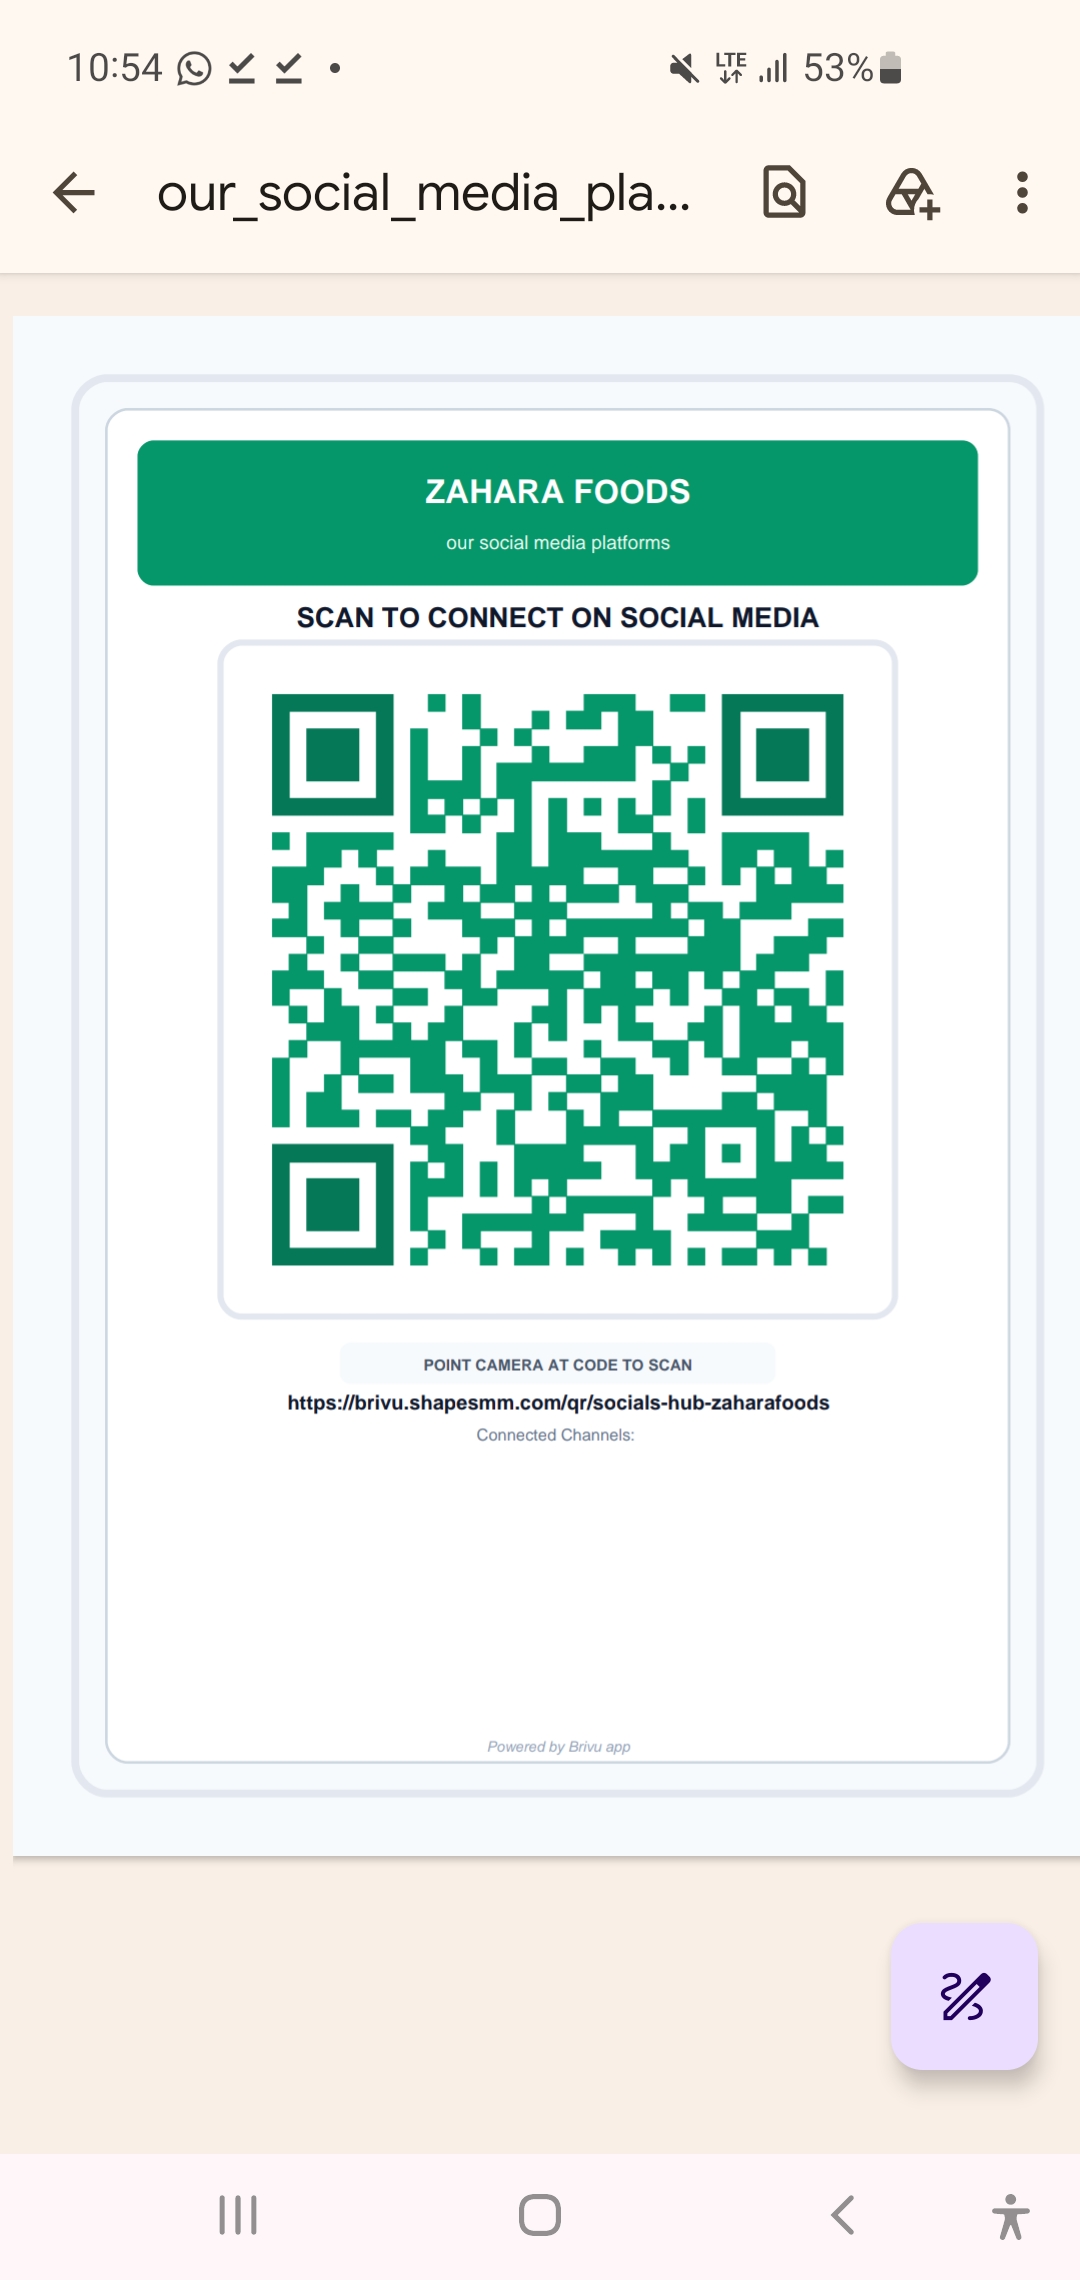 10:54
LTE
53%
our_social_media_pla...
ZAHARA FOODS
our social media platforms
SCAN TO CONNECT ON SOCIAL MEDIA
POINT CAMERA AT CODE TO SCAN
https://brivu.shapesmm.com/qr/socials-hub-zaharafoods
Connected Channels:
Powered by Brivu app